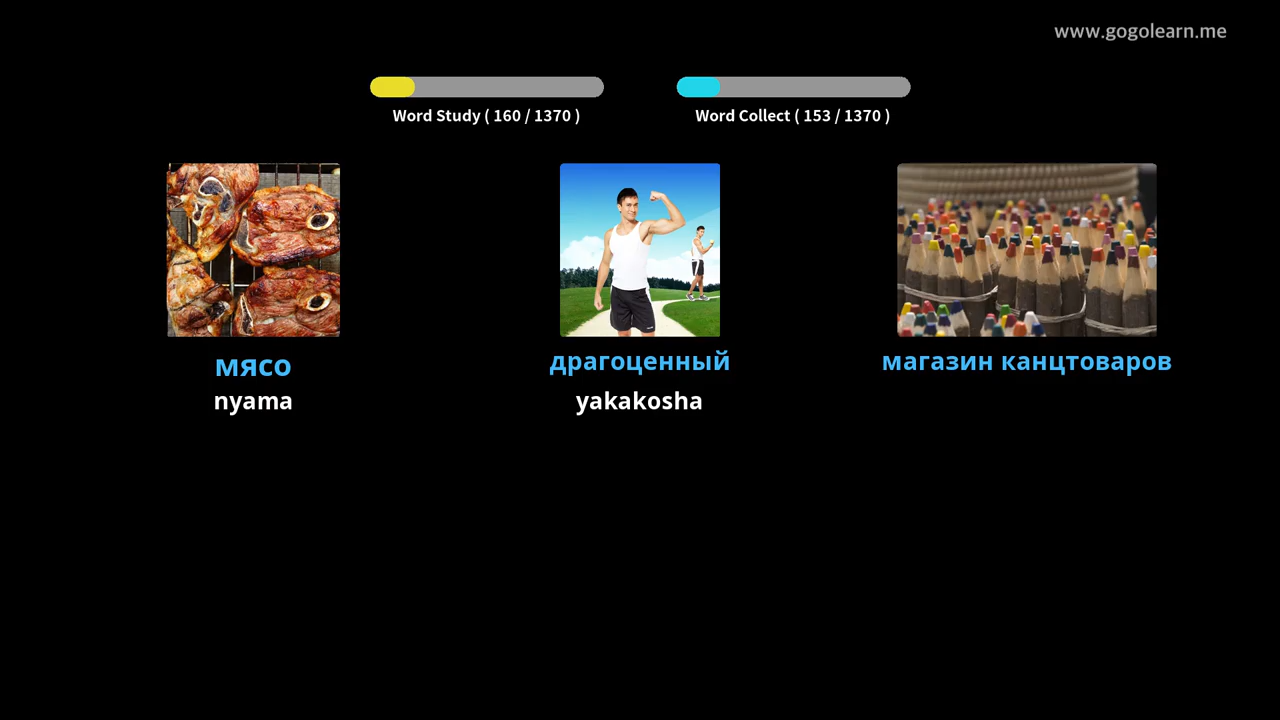 www.gogolearn.me
Word Study ( 160 / 1370 )
Word Collect ( 153 / 1370 )
мясо
nyama
драгоценный
yakakosha
магазин канцтоваров